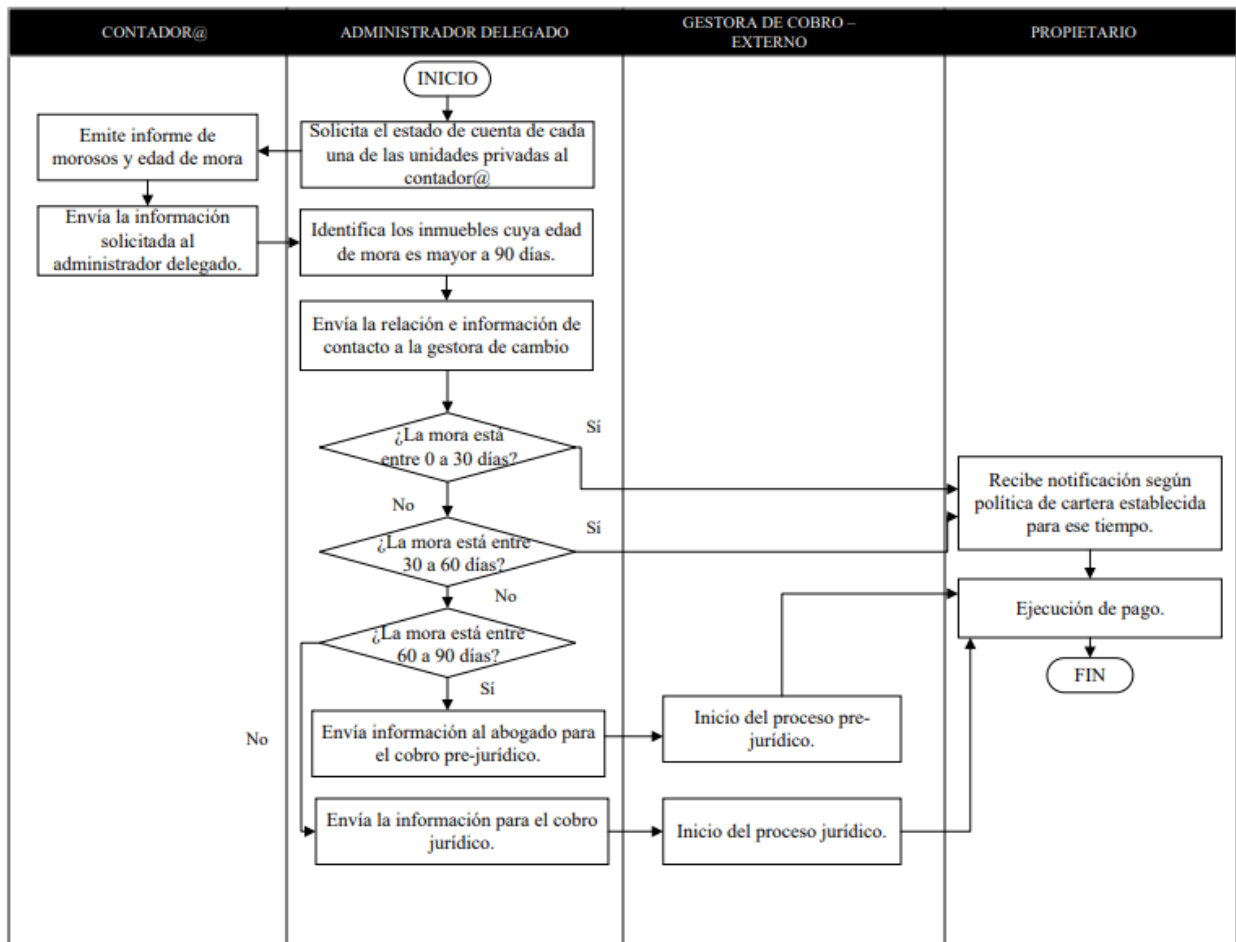 CONTADOR@
ADMINISTRADOR DELEGADO
GESTORA DE COBRO –
EXTERNO
PROPIETARIO
INICIO
Solicita el estado de cuenta de cada
una de las unidades privadas al
contador@
Emite informe de
morosos y edad de mora
Envía la información
solicitada al
administrador delegado.
Identifica los inmuebles cuya edad
de mora es mayor a 90 días.
Envía la relación e información de
contacto a la gestora de cambio
¿La mora está
entre 0 a 30 días?
Sí
No
¿La mora está entre
30 a 60 días?
Sí
No
Recibe notificación según
política de cartera establecida
para ese tiempo.
¿La mora está entre
60 a 90 días?
Sí
No
Ejecución de pago.
FIN
Envía información al abogado para
el cobro pre-jurídico.
Inicio del proceso pre-
jurídico.
Envía la información para el cobro
jurídico.
Inicio del proceso jurídico.